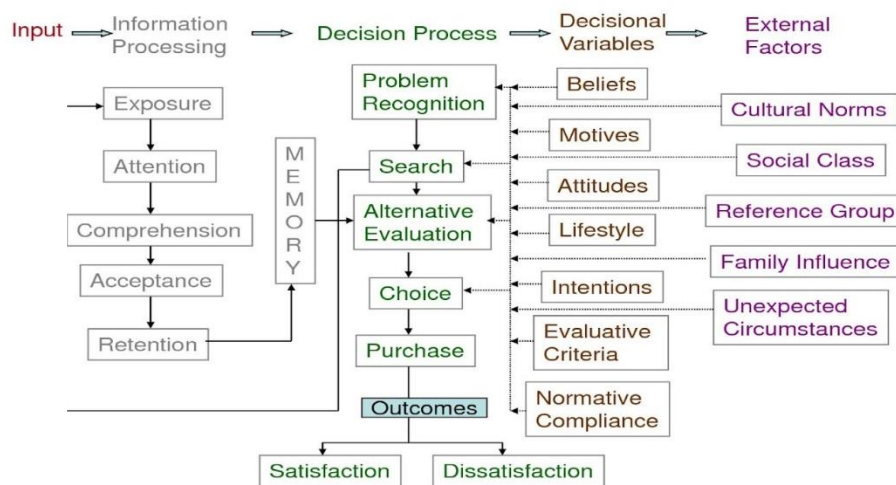 Input
Information
Processing
Decision Process
Decisional
Variables
External
Factors
Exposure
Attention
Comprehension
Acceptance
Retention
M
E
M
O
R
Y
Problem
Recognition
Search
Alternative
Evaluation
Choice
Purchase
Outcomes
Satisfaction
Dissatisfaction
Beliefs
Motives
Attitudes
Lifestyle
Intentions
Evaluative
Criteria
Normative
Compliance
Cultural Norms
Social Class
Reference Group
Family Influence
Unexpected
Circumstances